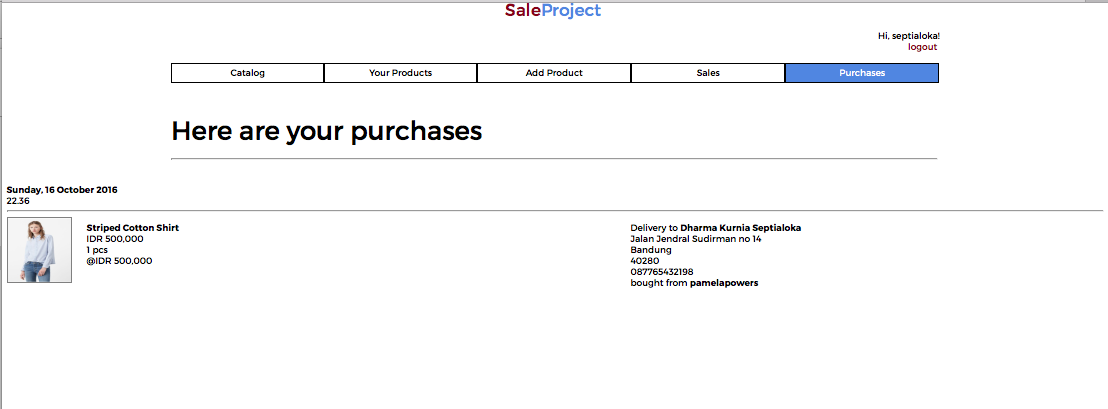 SaleProject
Hi, septialoka!
logout
Catalog
Your Products
Add Product
Sales
Purchases
Here are your purchases
Sunday, 16 October 2016
22.36
Striped Cotton Shirt
IDR 500,000
1 pcs
@IDR 500,000
Delivery to Dharma Kurnia Septialoka
Jalan Jendral Sudirman no 14
Bandung
40280
087765432198
bought from pamelapowers